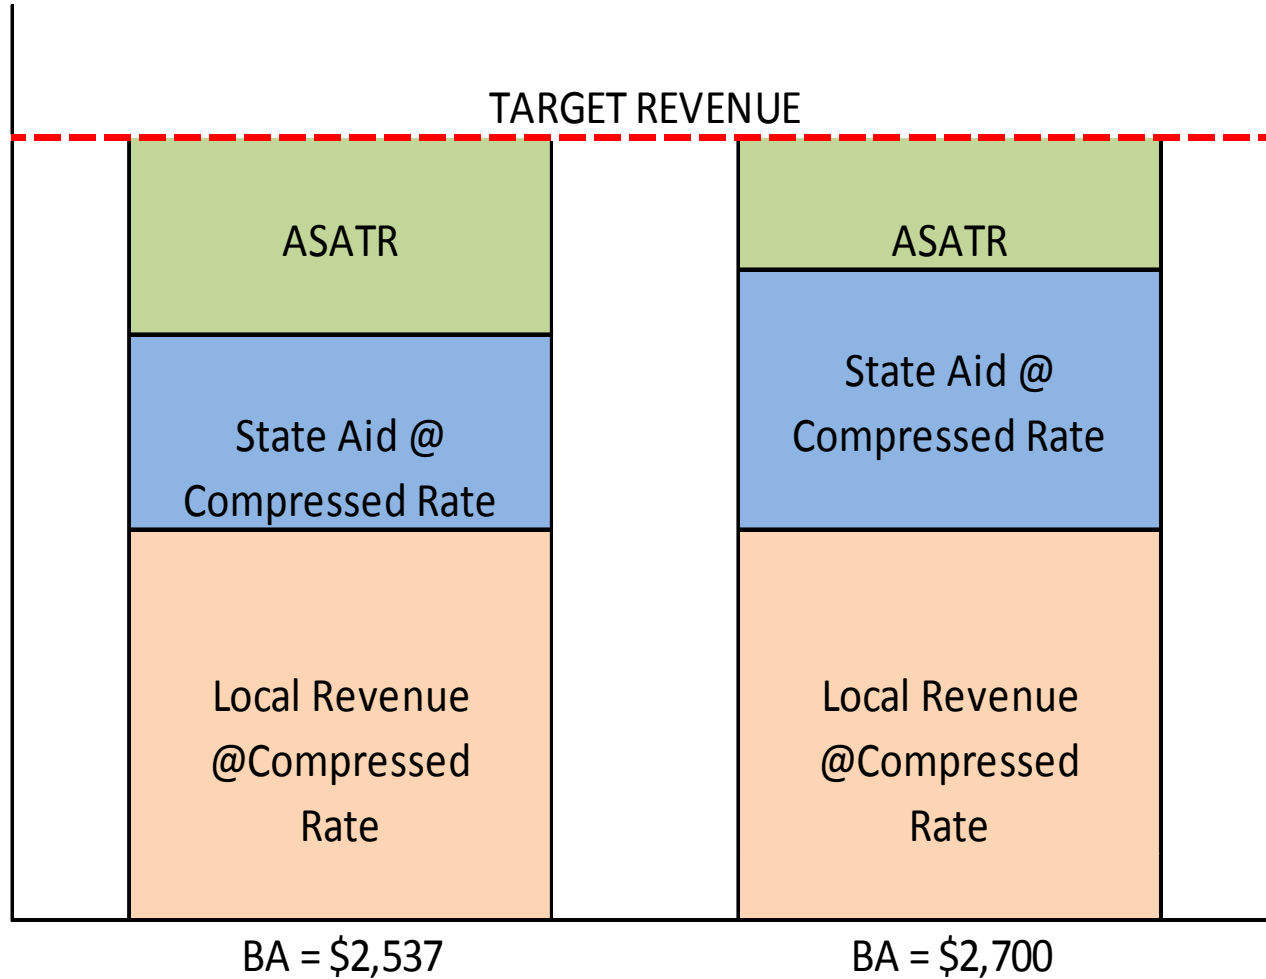 TARGET REVENUE
ASATR
State Aid @
Compressed Rate
Local Revenue
@Compressed
Rate
BA = $2,537
ASATR
State Aid @
Compressed Rate
Local Revenue
@Compressed
Rate
BA = $2,700